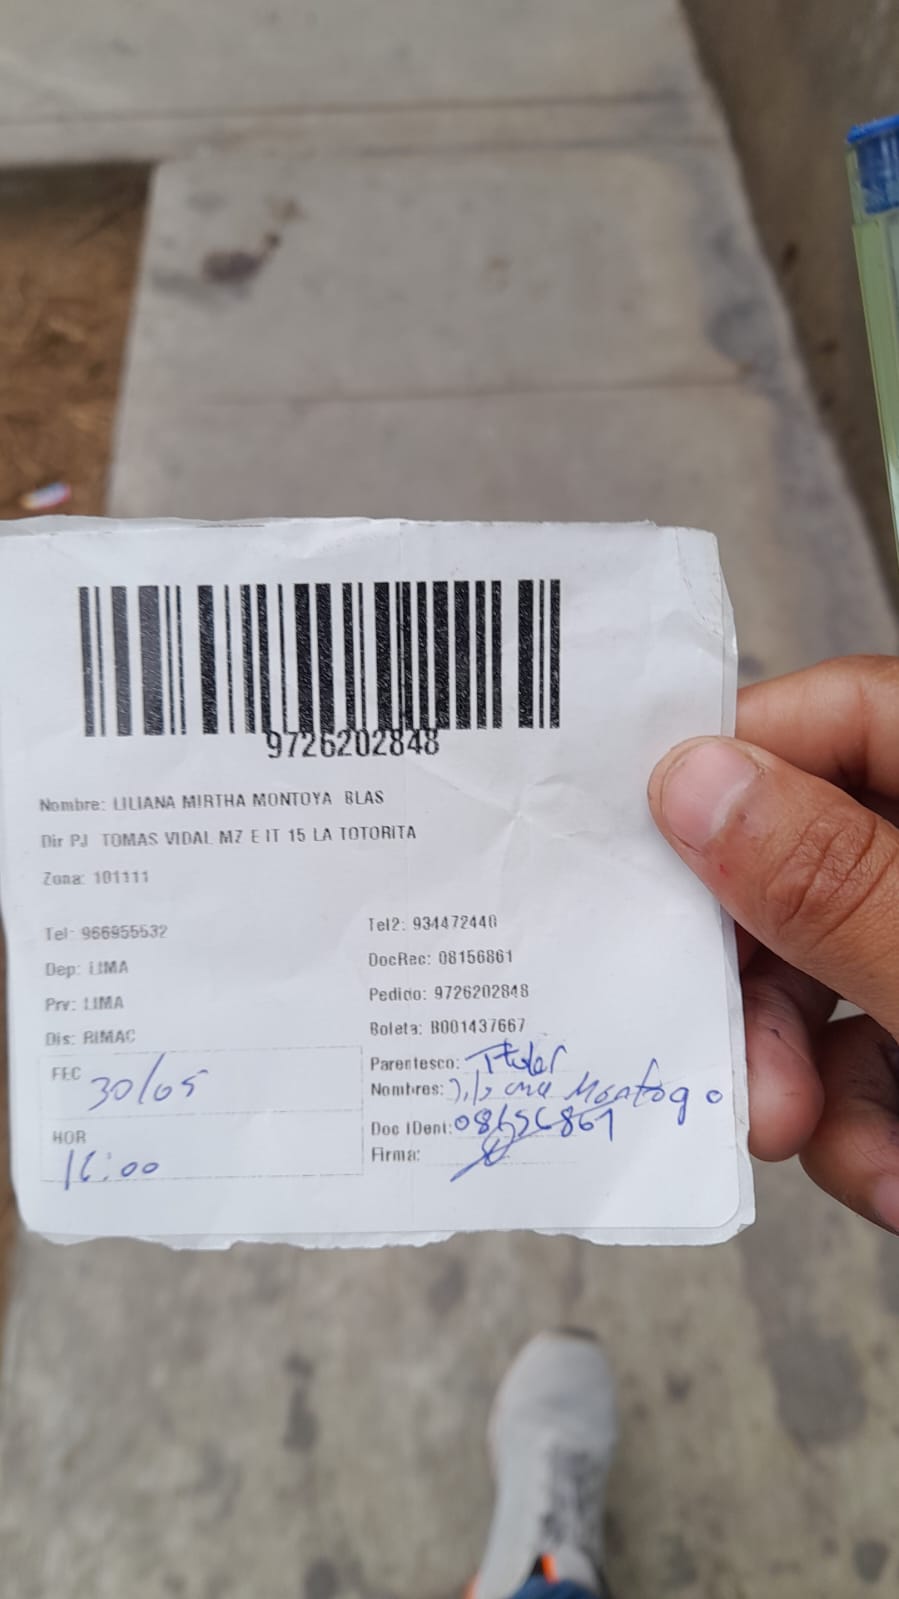 9726202848
Nombre: LILIANA MIRTHA MONTOYA BLAS
Dir PJ TOMAS VIDAL MZ E lT 15 LA TOTORITA
Zona: 101111
Tel: 966955532 Tel2: 934472440
Dep: LIMA DocRec: 08156861
Prv: LIMA Pedido: 9726202848
Dis: RIMAC Boleta: B001437667
FEC 30/05
HOR 16:00
Parentesco: Titular
Nombres: Montoya
Doc IDent: 08156861
Firma: